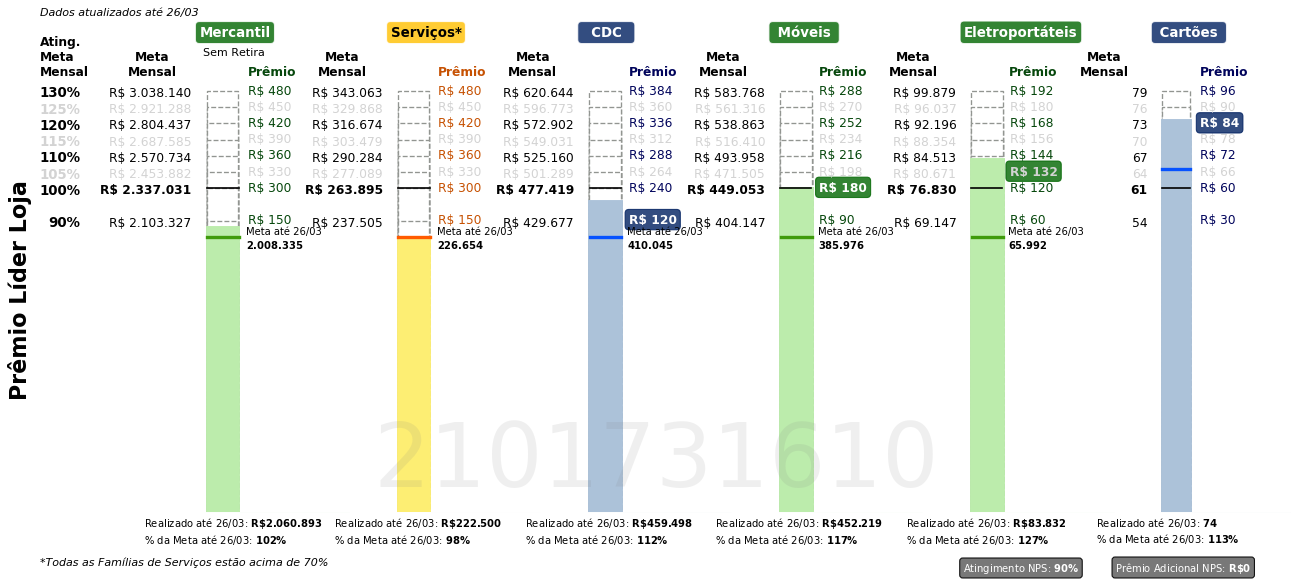 Dados atualizados até 26/03
Mercantil Serviços* CDC Móveis Eletroportáteis Cartões
Sem Retira
Ating. Meta Mensal Meta Mensal Prêmio Meta Mensal Prêmio Meta Mensal Prêmio Meta Mensal Prêmio Meta Mensal Prêmio Meta Mensal Prêmio
130% R$ 3.038.140 R$ 480 R$ 343.063 R$ 480 R$ 620.644 R$ 384 R$ 583.768 R$ 288 R$ 99.879 R$ 192 79 R$ 96
125% R$ 2.921.288 R$ 450 R$ 329.868 R$ 450 R$ 596.773 R$ 360 R$ 561.316 R$ 270 R$ 96.037 R$ 180 76 R$ 90
120% R$ 2.804.437 R$ 420 R$ 316.674 R$ 420 R$ 572.902 R$ 336 R$ 538.863 R$ 252 R$ 92.196 R$ 168 73 R$ 84
115% R$ 2.687.585 R$ 390 R$ 303.479 R$ 390 R$ 549.031 R$ 312 R$ 516.410 R$ 234 R$ 88.354 R$ 156 70 R$ 78
110% R$ 2.570.734 R$ 360 R$ 290.284 R$ 360 R$ 525.160 R$ 288 R$ 493.958 R$ 216 R$ 84.513 R$ 144 67 R$ 72
105% R$ 2.453.882 R$ 330 R$ 277.089 R$ 330 R$ 501.289 R$ 264 R$ 471.505 R$ 198 R$ 80.671 R$ 132 64 R$ 66
100% R$ 2.337.031 R$ 300 R$ 263.895 R$ 300 R$ 477.419 R$ 240 R$ 449.053 R$ 180 R$ 76.830 R$ 120 61 R$ 60
90% R$ 2.103.327 R$ 150 R$ 237.505 R$ 150 R$ 429.677 R$ 120 R$ 404.147 R$ 90 R$ 69.147 R$ 60 54 R$ 30
Meta até 26/03 Meta até 26/03 Meta até 26/03 Meta até 26/03 Meta até 26/03
2.008.335 226.654 410.045 385.976 65.992
Prêmio Líder Loja
2101731610
Realizado até 26/03: R$2.060.893 Realizado até 26/03: R$222.500 Realizado até 26/03: R$459.498 Realizado até 26/03: R$452.219 Realizado até 26/03: R$83.832 Realizado até 26/03: 74
% da Meta até 26/03: 102% % da Meta até 26/03: 98% % da Meta até 26/03: 112% % da Meta até 26/03: 117% % da Meta até 26/03: 127% % da Meta até 26/03: 113%
*Todas as Famílias de Serviços estão acima de 70% Atingimento NPS: 90% Prêmio Adicional NPS: R$0